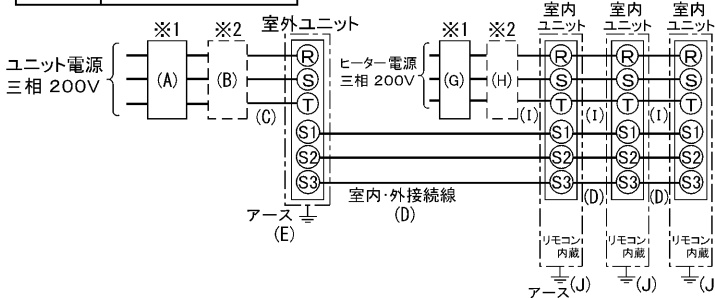 ※1 ※2 室外ユニット ※1 ※2 室内ユニット 室内ユニット 室内ユニット
ユニット電源
三相 200V
(A) (B)
(C)
R
S
T
S1
S2
S3
ヒーター電源
三相 200V
(G) (H)
R R R
S S S
T T T
(I) (I) (I)
S1 S1 S1
S2 S2 S2
S3 S3 S3
室内・外接続線
(D) (D) (D)
アース
(E)
リモコン内蔵 リモコン内蔵 リモコン内蔵
アース (J) (J) (J